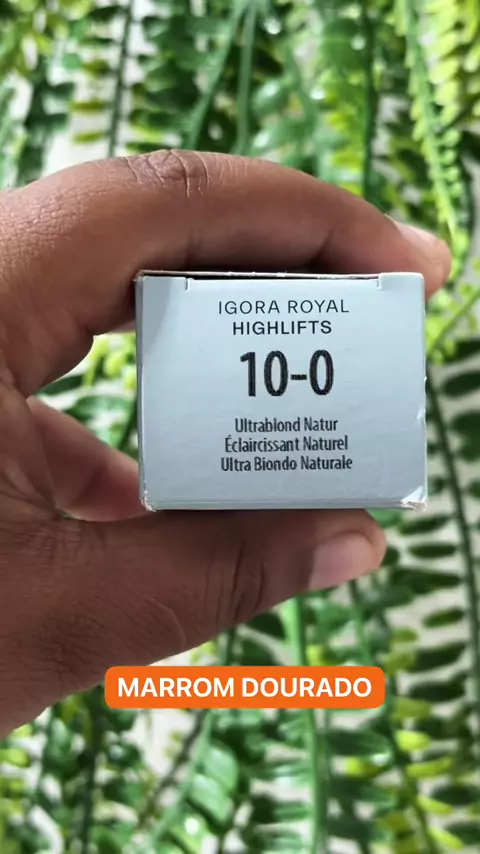 IGORA ROYAL
HIGHLIFTS
10-0
Ultrablond Natur
Éclaircissant Naturel
Ultra Biondo Naturale
MARROM DOURADO